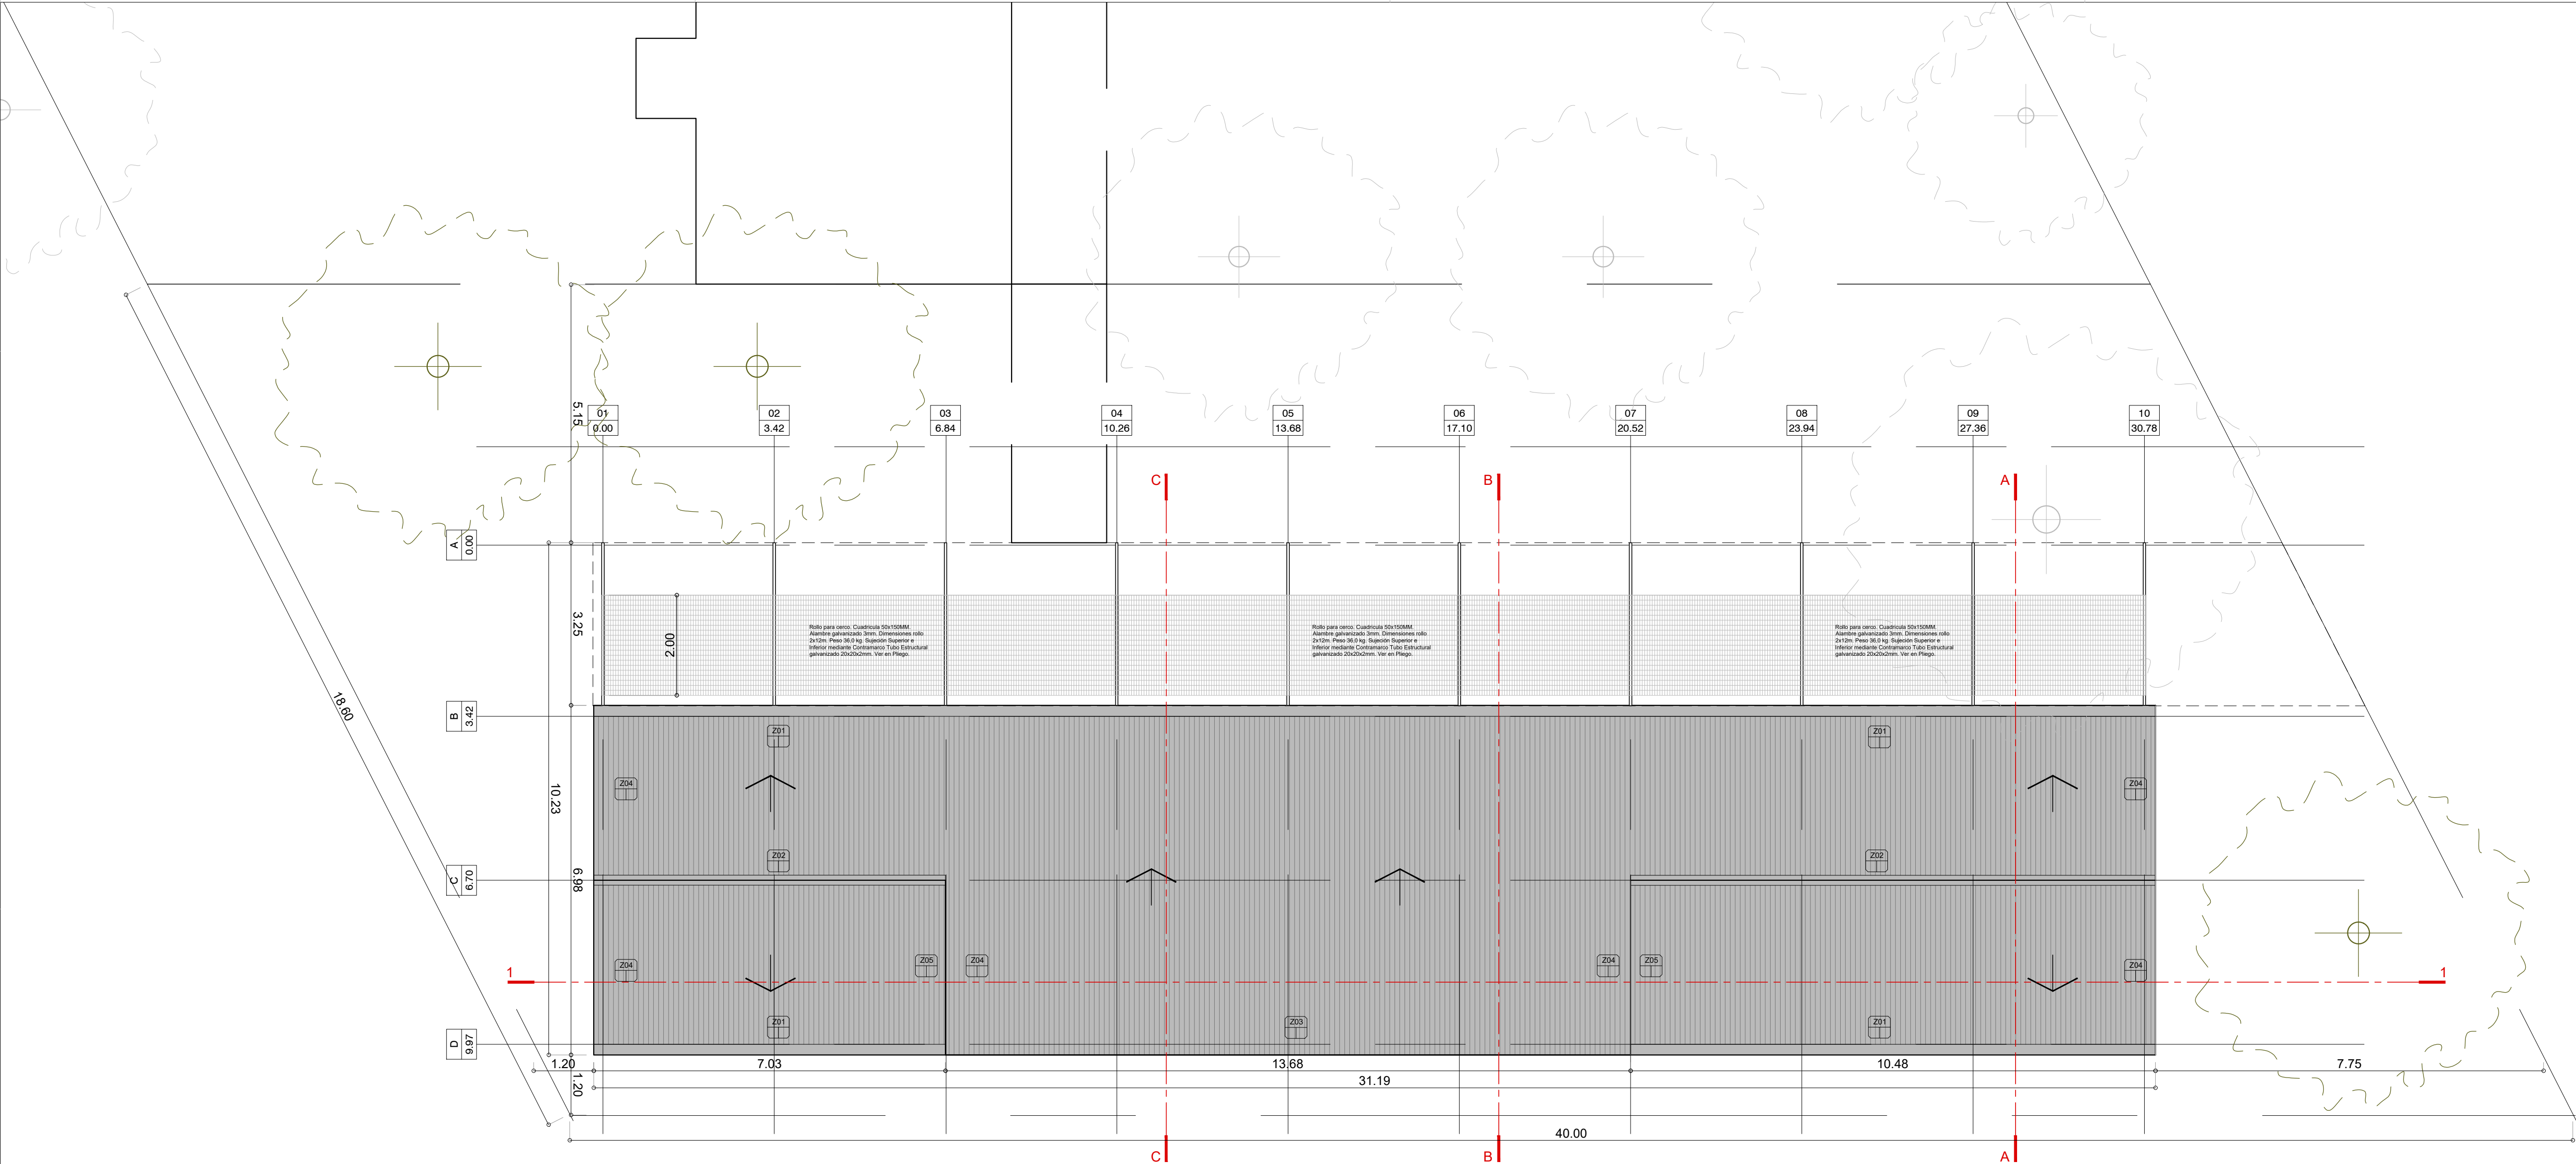 01
0.00
02
3.42
03
6.84
04
10.26
05
13.68
06
17.10
07
20.52
08
23.94
09
27.36
10
30.78
5.15
C
B
A
A
0.00
3.25
2.00
Rollo para cerco. Cuadricula 50x150MM.
Alambre galvanizado 3mm. Dimensiones rollo
2x12m. Peso 36,0 kg. Sujeción Superior e
Inferior mediante Contramarco Tubo Estructural
galvanizado 20x20x2mm. Ver en Pliego.
Rollo para cerco. Cuadricula 50x150MM.
Alambre galvanizado 3mm. Dimensiones rollo
2x12m. Peso 36,0 kg. Sujeción Superior e
Inferior mediante Contramarco Tubo Estructural
galvanizado 20x20x2mm. Ver en Pliego.
Rollo para cerco. Cuadricula 50x150MM.
Alambre galvanizado 3mm. Dimensiones rollo
2x12m. Peso 36,0 kg. Sujeción Superior e
Inferior mediante Contramarco Tubo Estructural
galvanizado 20x20x2mm. Ver en Pliego.
18.60
B
3.42
Z01
Z01
Z04
Z04
10.23
Z02
Z02
C
6.70
6.98
Z04
Z05
Z04
Z04
Z05
Z04
1
1
Z01
Z03
Z01
D
9.97
1.20
7.03
13.68
10.48
7.75
1.20
31.19
40.00
C
B
A